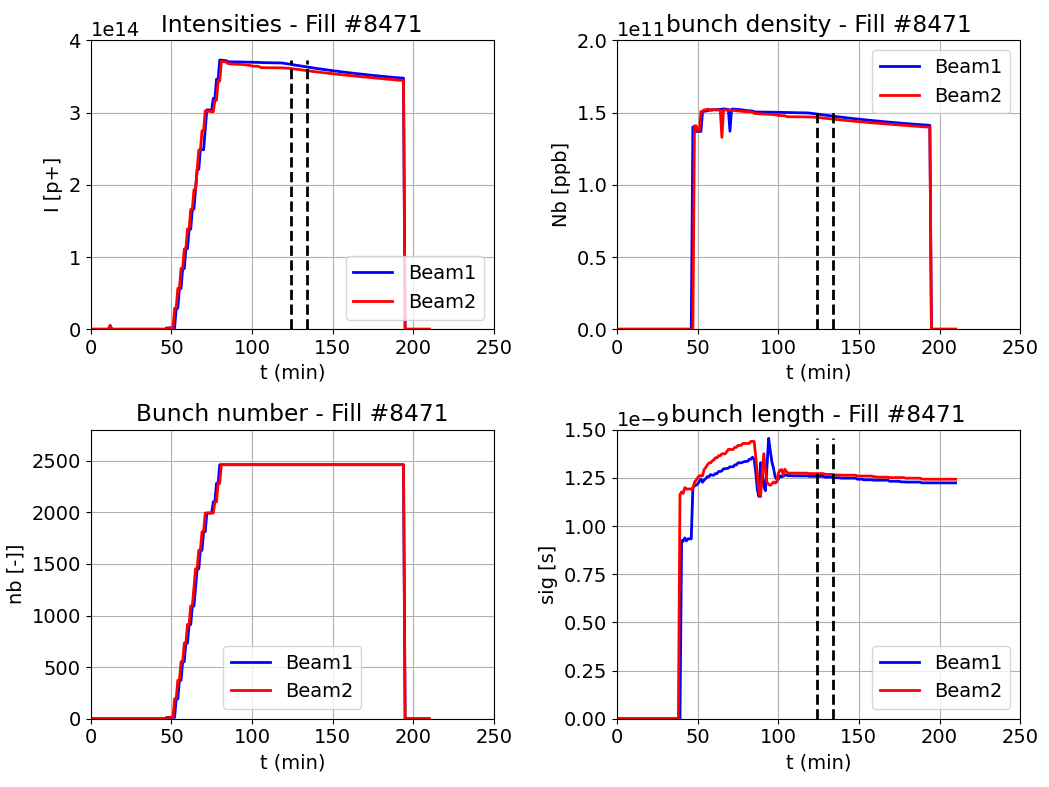 Intensities - Fill #8471
1e14
I [p+]
4
3
2
1
0
0 50 100 150 200 250
t (min)
Beam1
Beam2
bunch density - Fill #8471
1e11
Nb [ppb]
2.0
1.5
1.0
0.5
0.0
0 50 100 150 200 250
t (min)
Beam1
Beam2
Bunch number - Fill #8471
nb [-]]
2500
2000
1500
1000
500
0
0 50 100 150 200 250
t (min)
Beam1
Beam2
bunch length - Fill #8471
1e−9
sig [s]
1.50
1.25
1.00
0.75
0.50
0.25
0.00
0 50 100 150 200 250
t (min)
Beam1
Beam2